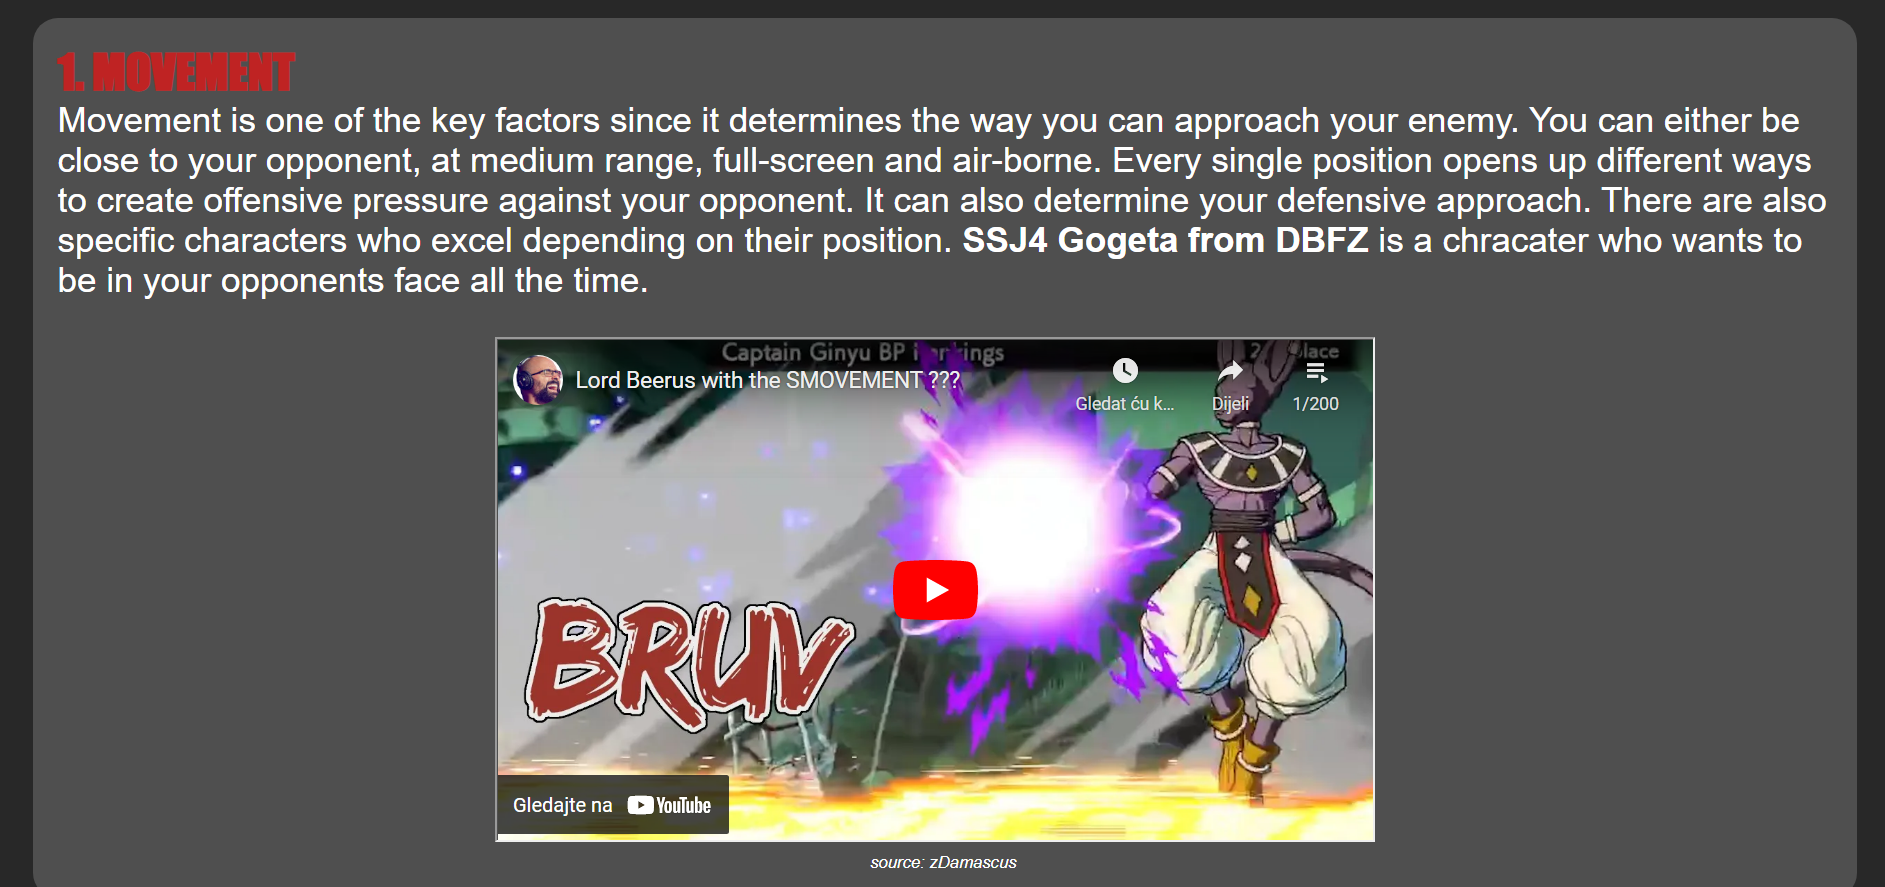 1. MOVEMENT
Movement is one of the key factors since it determines the way you can approach your enemy. You can either be
close to your opponent, at medium range, full-screen and air-borne. Every single position opens up different ways
to create offensive pressure against your opponent. It can also determine your defensive approach. There are also
specific characters who excel depending on their position. SSJ4 Gogeta from DBFZ is a chracater who wants to
be in your opponents face all the time.
Captain Ginyu BP
Lord Beerus with the SMOVEMENT ???
Gledat ću k...
Dijeli
1/200
BRUV
Gledajte na YouTube
source: zDamascus